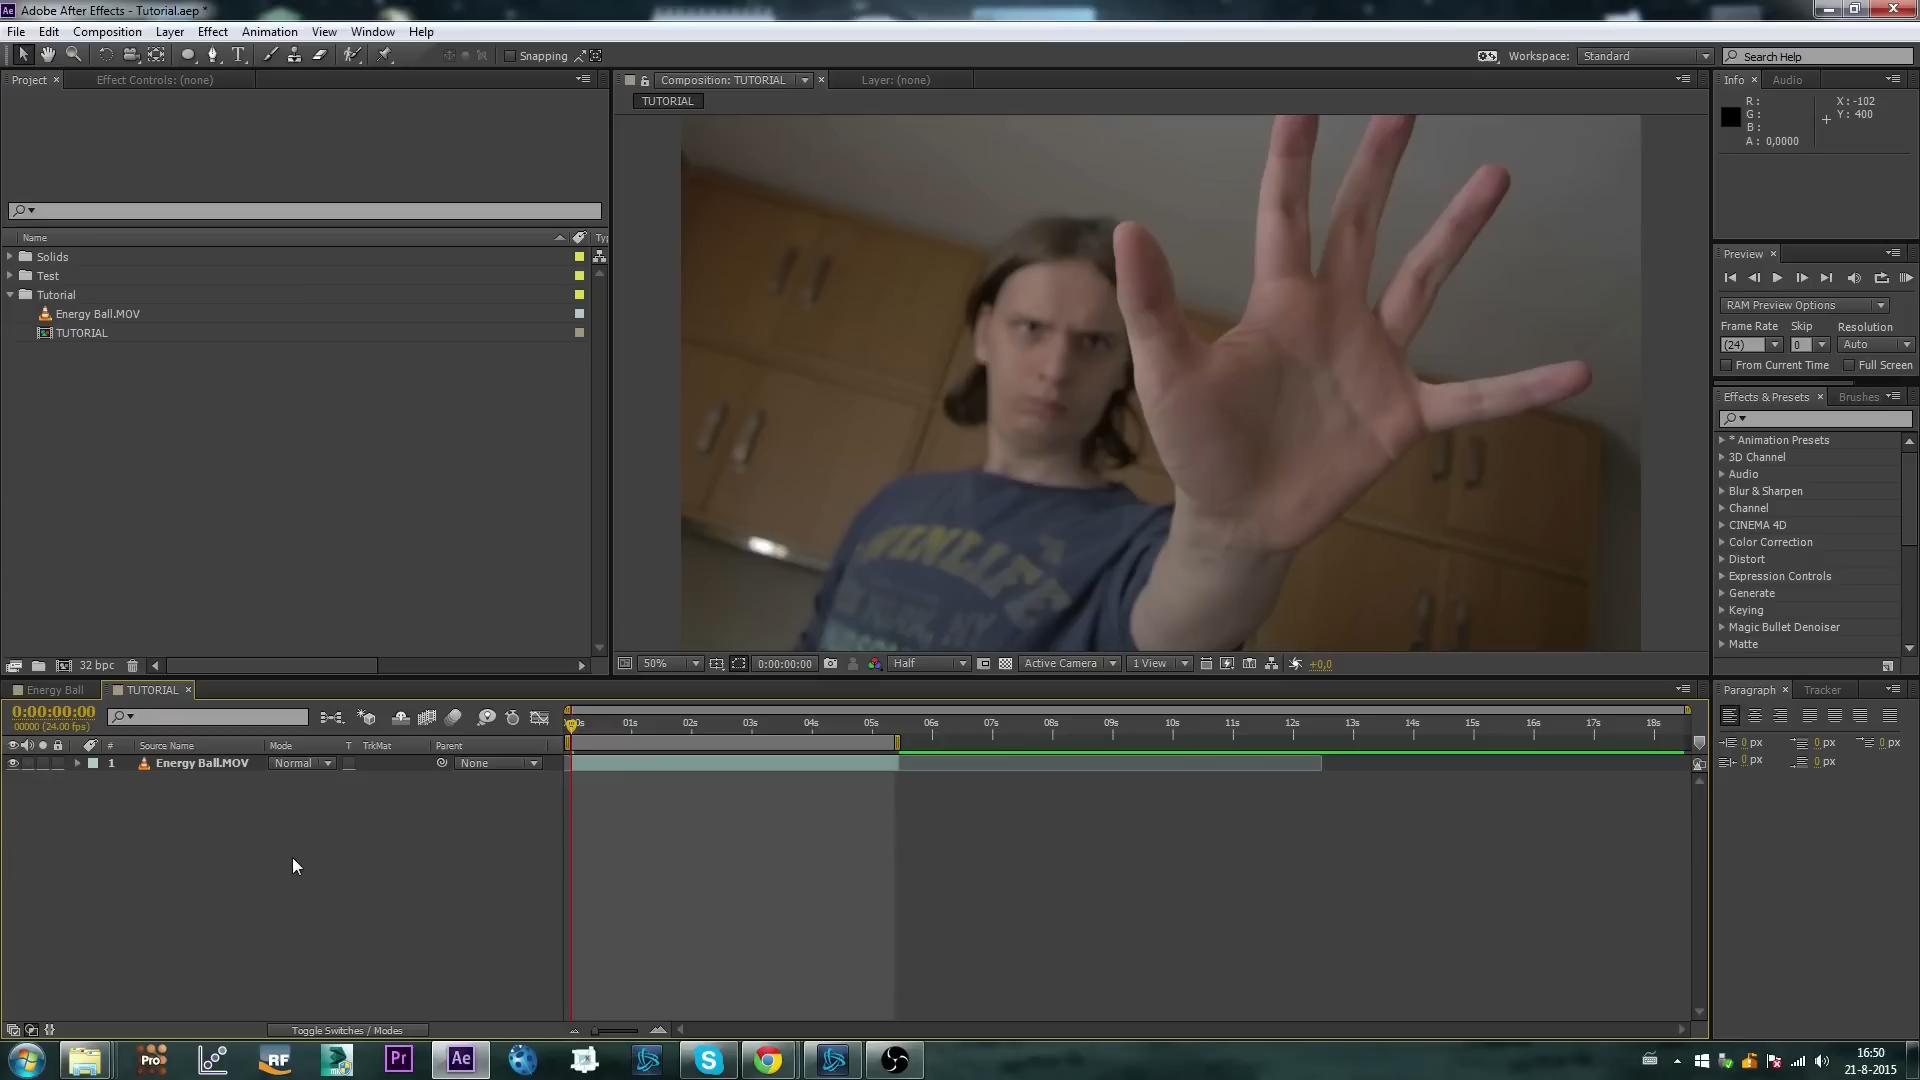 Adobe After Effects - Tutorial.aep *
File Edit Composition Layer Effect Animation View Window Help
Snapping
Workspace: Standard
Search Help
Project
Effect Controls: (none)
Composition: TUTORIAL
Layer: (none)
TUTORIAL
Info
Audio
R:
G:
B:
A: 0,0000
X: -102
Y: 400
Name
Typ
Solids
Test
Tutorial
Energy Ball.MOV
TUTORIAL
Preview
RAM Preview Options
Frame Rate Skip Resolution
(24) 0 Auto
From Current Time Full Screen
Effects & Presets
Brushes
* Animation Presets
3D Channel
Audio
Blur & Sharpen
Channel
CINEMA 4D
Color Correction
Distort
Expression Controls
Generate
Keying
Magic Bullet Denoiser
Matte
32 bpc
50%
0:00:00:00
Half
Active Camera
1 View
+0,0
Energy Ball
TUTORIAL
0:00:00:00
00000 (24.00 fps)
# Source Name Mode T TrkMat Parent
1 Energy Ball.MOV Normal None
01s 02s 03s 04s 05s 06s 07s 08s 09s 10s 11s 12s 13s 14s 15s 16s 17s 18s
Paragraph
Tracker
0 px 0 px 0 px
0 px 0 px
Toggle Switches / Modes
Pro
RF
Pr
Ae
16:50
21-8-2015